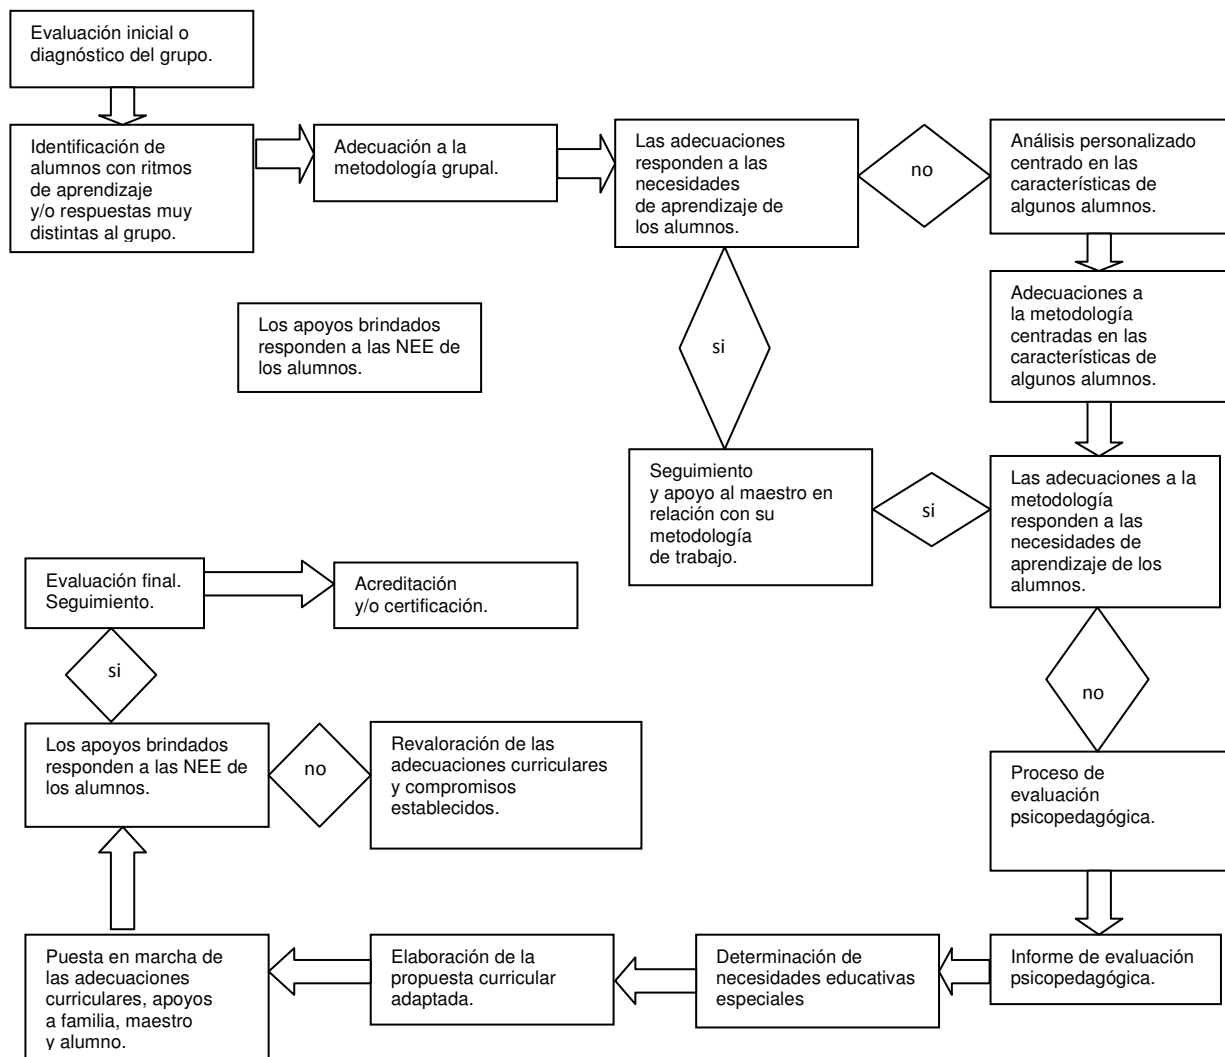 Evaluación inicial o
diagnóstico del grupo.
Identificación de
alumnos con ritmos
de aprendizaje
y/o respuestas muy
distintas al grupo.
Adecuación a la
metodología grupal.
Las adecuaciones
responden a las
necesidades
de aprendizaje de
los alumnos.
no
Análisis personalizado
centrado en las
características de
algunos alumnos.
Adecuaciones a
la metodología
centradas en las
características de
algunos alumnos.
Los apoyos brindados
responden a las NEE de
los alumnos.
si
Seguimiento
y apoyo al maestro en
relación con su
metodología
de trabajo.
si
Las adecuaciones a la
metodología
responden a las
necesidades de
aprendizaje de los
alumnos.
Evaluación final.
Seguimiento.
Acreditación
y/o certificación.
si
no
Los apoyos brindados
responden a las NEE de
los alumnos.
no
Revaloración de las
adecuaciones curriculares
y compromisos
establecidos.
Proceso de
evaluación
psicopedagógica.
Puesta en marcha de
las adecuaciones
curriculares, apoyos
a familia, maestro
y alumno.
Elaboración de la
propuesta curricular
adaptada.
Determinación de
necesidades educativas
especiales
Informe de evaluación
psicopedagógica.